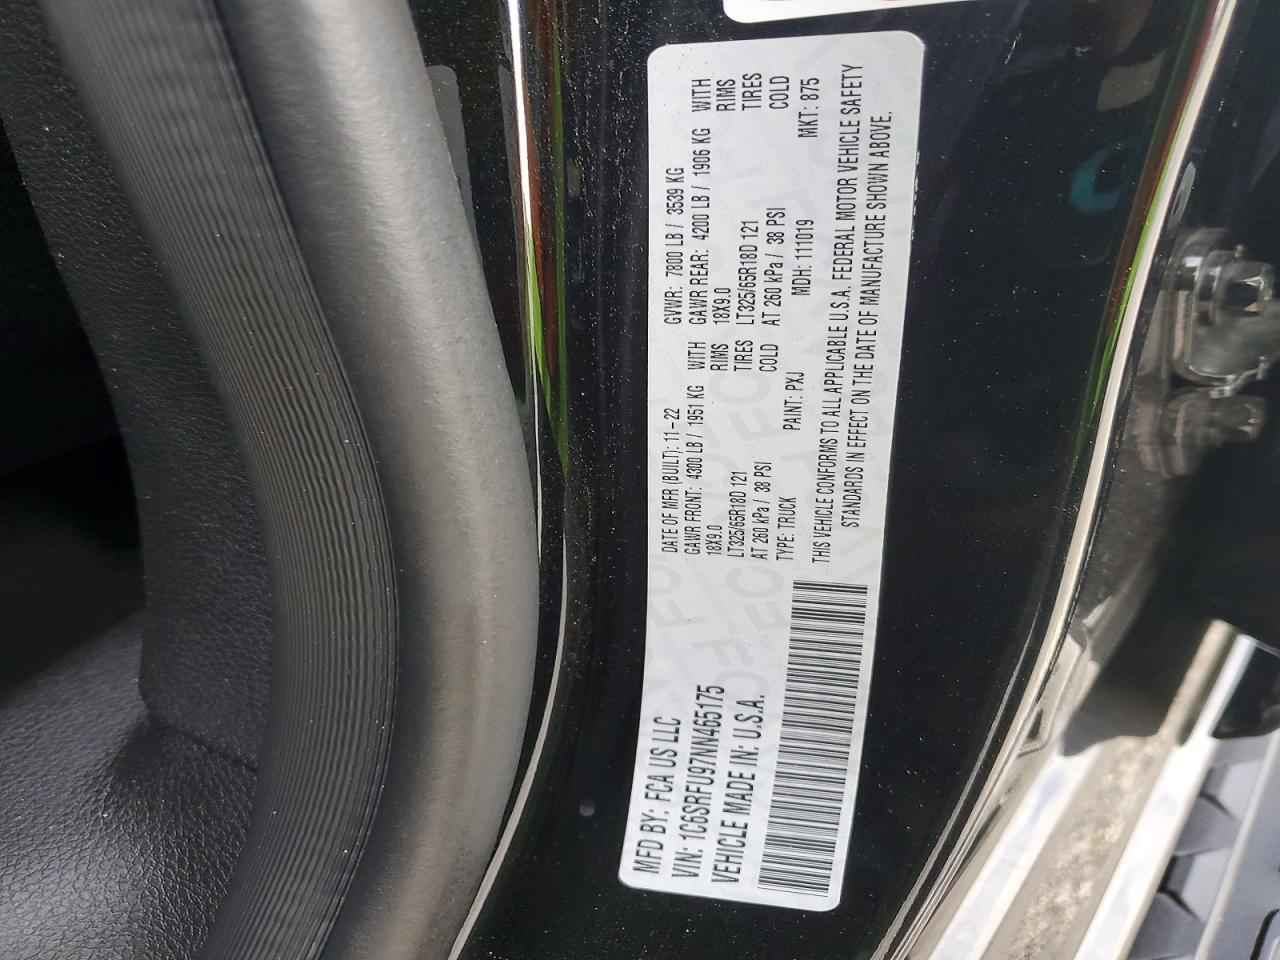 MFD BY: FCA US LLC
VIN: 1C6SRFU97NN465175
VEHICLE MADE IN: U.S.A.
DATE OF MFR (BUILT): 11-22 GVWR: 7800 LB / 3539 KG
GAWR FRONT: 4300 LB / 1951 KG WITH GAWR REAR: 4200 LB / 1906 KG WITH
18X9.0 RIMS 18X9.0 RIMS
LT325/65R18D 121 TIRES LT325/65R18D 121 TIRES
AT 260 kPa / 38 PSI COLD AT 260 kPa / 38 PSI COLD
TYPE: TRUCK PAINT: PXJ MDH: 111019 MKT: 875
THIS VEHICLE CONFORMS TO ALL APPLICABLE U.S.A. FEDERAL MOTOR VEHICLE SAFETY
STANDARDS IN EFFECT ON THE DATE OF MANUFACTURE SHOWN ABOVE.